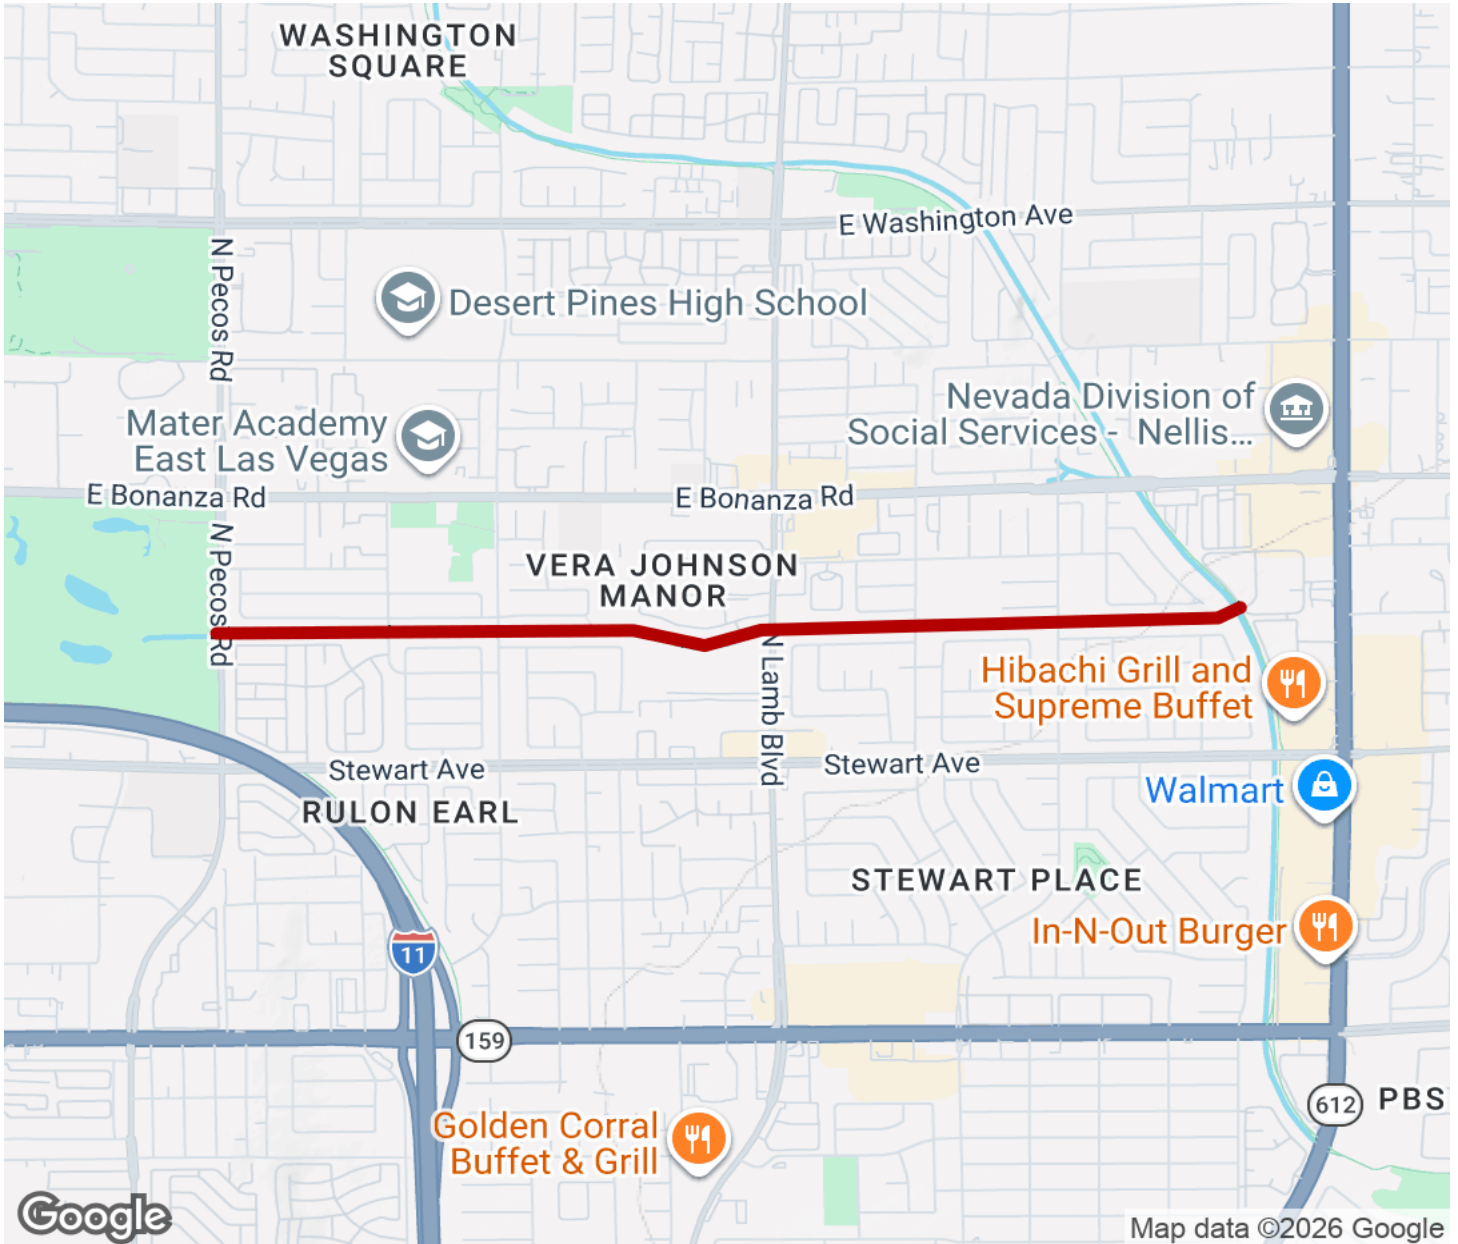 WASHINGTON
SQUARE
E Washington Ave
N Pecos Rd
Desert Pines High School
Nevada Division of
Social Services - Nellis...
Mater Academy
East Las Vegas
E Bonanza Rd
E Bonanza Rd
N Pecos Rd
VERA JOHNSON
MANOR
N Lamb Blvd
Hibachi Grill and
Supreme Buffet
Stewart Ave
Stewart Ave
Walmart
RULON EARL
STEWART PLACE
In-N-Out Burger
11
159
612
PBS
Golden Corral
Buffet & Grill
Google
Map data ©2026 Google